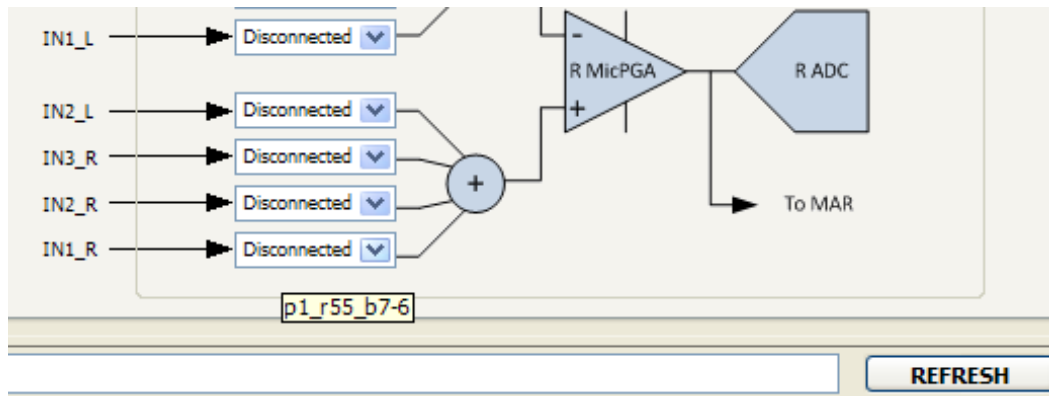 IN1_L Disconnected
-
R MicPGA R ADC
IN2_L Disconnected
+
IN3_R Disconnected
+
IN2_R Disconnected To MAR
IN1_R Disconnected
p1_r55_b7-6
REFRESH